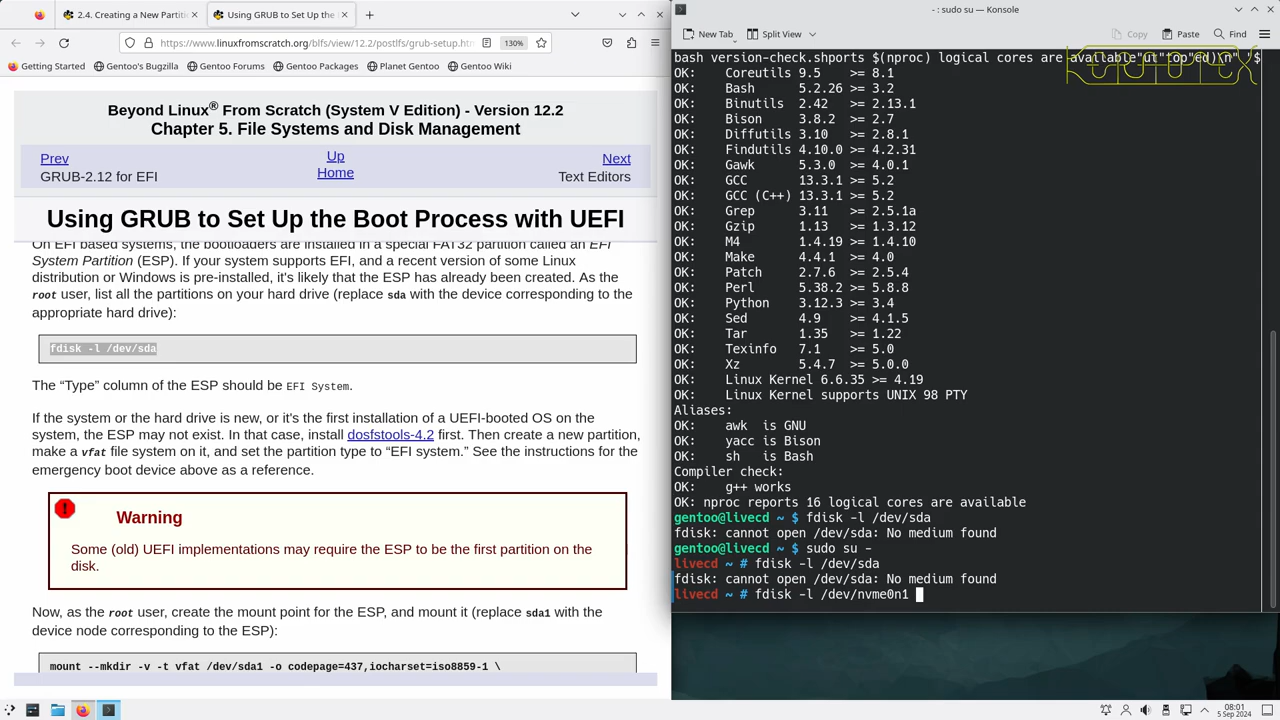 2.4. Creating a New Partiti
Using GRUB to Set Up the
https://www.linuxfromscratch.org/blfs/view/12.2/postlfs/grub-setup.htm
130%
Getting Started
Gentoo's Bugzilla
Gentoo Forums
Gentoo Packages
Planet Gentoo
Gentoo Wiki
Beyond Linux® From Scratch (System V Edition) - Version 12.2
Chapter 5. File Systems and Disk Management
Prev
Up
Next
GRUB-2.12 for EFI
Home
Text Editors
Using GRUB to Set Up the Boot Process with UEFI
On EFI based systems, the bootloaders are installed in a special FAT32 partition called an EFI
System Partition (ESP). If your system supports EFI, and a recent version of some Linux
distribution or Windows is pre-installed, it's likely that the ESP has already been created. As the
root user, list all the partitions on your hard drive (replace sda with the device corresponding to the
appropriate hard drive):
fdisk -l /dev/sda
The “Type” column of the ESP should be EFI System.
If the system or the hard drive is new, or it's the first installation of a UEFI-booted OS on the
system, the ESP may not exist. In that case, install dosfstools-4.2 first. Then create a new partition,
make a vfat file system on it, and set the partition type to “EFI system.” See the instructions for the
emergency boot device above as a reference.
Warning
Some (old) UEFI implementations may require the ESP to be the first partition on the
disk.
Now, as the root user, create the mount point for the ESP, and mount it (replace sda1 with the
device node corresponding to the ESP):
mount --mkdir -v -t vfat /dev/sda1 -o codepage=437,iocharset=iso8859-1 \
- : sudo su — Konsole
New Tab
Split View
Copy
Paste
Find
bash version-check.shports $(nproc) logical cores are available
OK: Coreutils 9.5 >= 8.1
OK: Bash 5.2.26 >= 3.2
OK: Binutils 2.42 >= 2.13.1
OK: Bison 3.8.2 >= 2.7
OK: Diffutils 3.10 >= 2.8.1
OK: Findutils 4.10.0 >= 4.2.31
OK: Gawk 5.3.0 >= 4.0.1
OK: GCC 13.3.1 >= 5.2
OK: GCC (C++) 13.3.1 >= 5.2
OK: Grep 3.11 >= 2.5.1a
OK: Gzip 1.13 >= 1.3.12
OK: M4 1.4.19 >= 1.4.10
OK: Make 4.4.1 >= 4.0
OK: Patch 2.7.6 >= 2.5.4
OK: Perl 5.38.2 >= 5.8.8
OK: Python 3.12.3 >= 3.4
OK: Sed 4.9 >= 4.1.5
OK: Tar 1.35 >= 1.22
OK: Texinfo 7.1 >= 5.0
OK: Xz 5.4.7 >= 5.0.0
OK: Linux Kernel 6.6.35 >= 4.19
OK: Linux Kernel supports UNIX 98 PTY
Aliases:
OK: awk is GNU
OK: yacc is Bison
OK: sh is Bash
Compiler check:
OK: g++ works
OK: nproc reports 16 logical cores are available
gentoo@livecd ~ $ fdisk -l /dev/sda
fdisk: cannot open /dev/sda: No medium found
gentoo@livecd ~ $ sudo su -
livecd ~ # fdisk -l /dev/sda
fdisk: cannot open /dev/sda: No medium found
livecd ~ # fdisk -l /dev/nvme0n1
08:01
5 Sep 2024